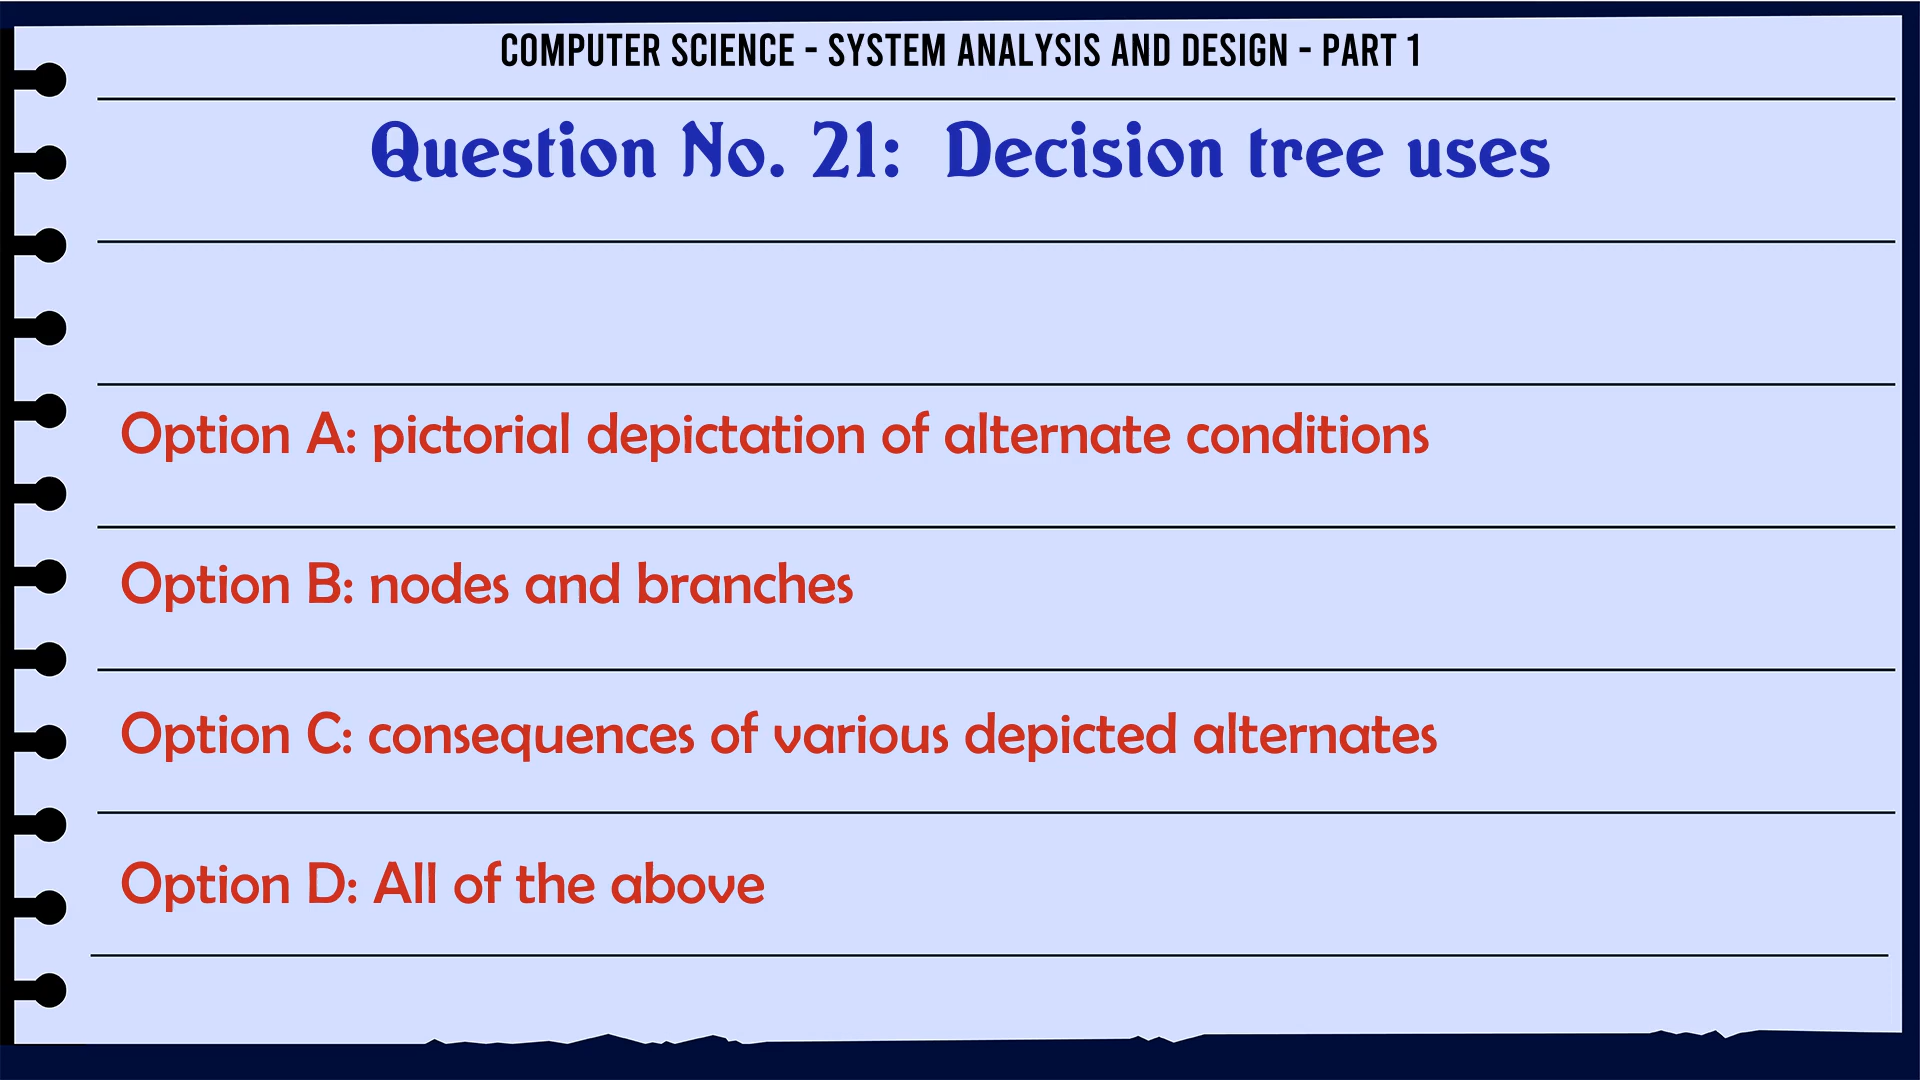 COMPUTER SCIENCE - SYSTEM ANALYSIS AND DESIGN - PART 1
Question No. 21: Decision tree uses
Option A: pictorial depictation of alternate conditions
Option B: nodes and branches
Option C: consequences of various depicted alternates
Option D: All of the above